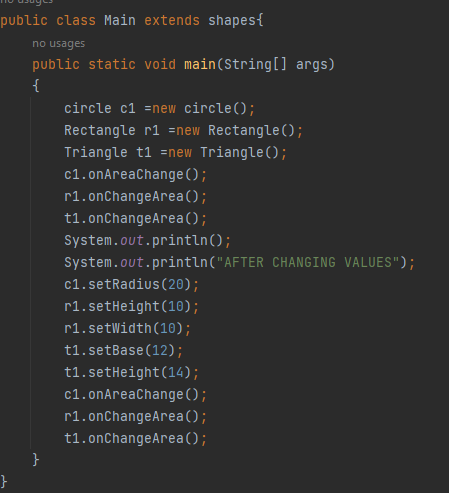 no usages
public class Main extends shapes{
no usages
public static void main(String[] args)
{
circle c1 =new circle();
Rectangle r1 =new Rectangle();
Triangle t1 =new Triangle();
c1.onAreaChange();
r1.onChangeArea();
t1.onChangeArea();
System.out.println();
System.out.println("AFTER CHANGING VALUES");
c1.setRadius(20);
r1.setHeight(10);
r1.setWidth(10);
t1.setBase(12);
t1.setHeight(14);
c1.onAreaChange();
r1.onChangeArea();
t1.onChangeArea();
}
}